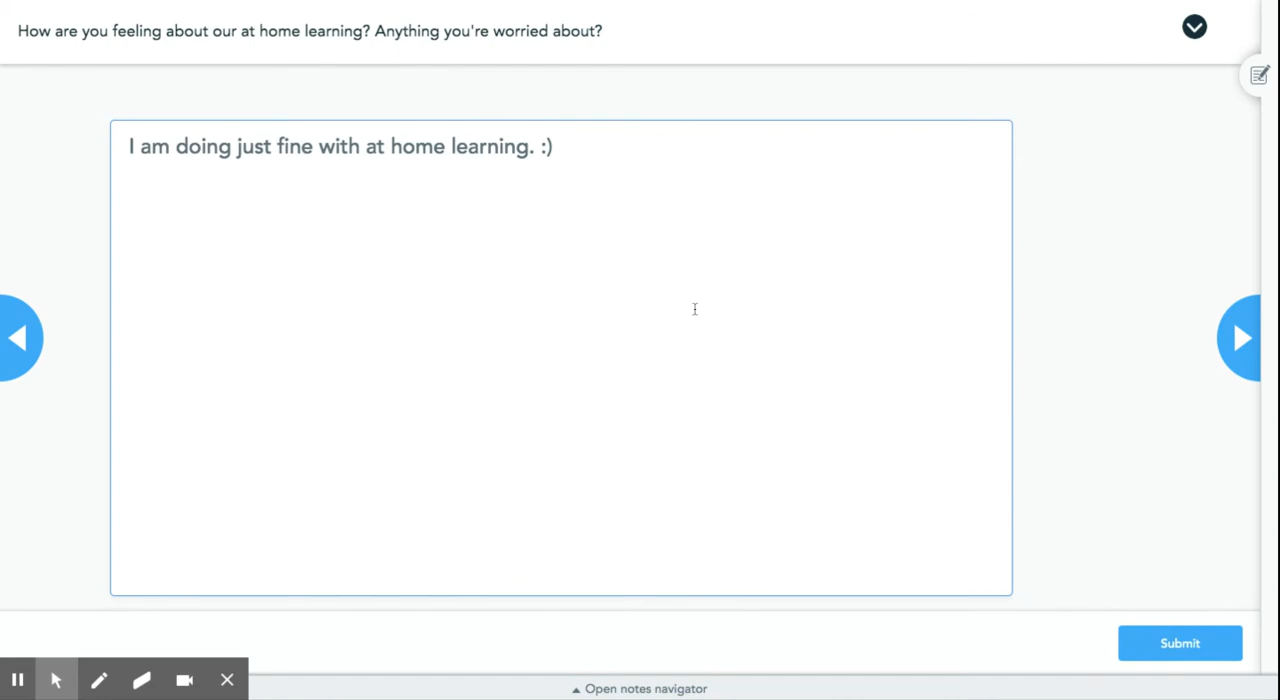 How are you feeling about our at home learning? Anything you're worried about?
I am doing just fine with at home learning. :)
Submit
Open notes navigator